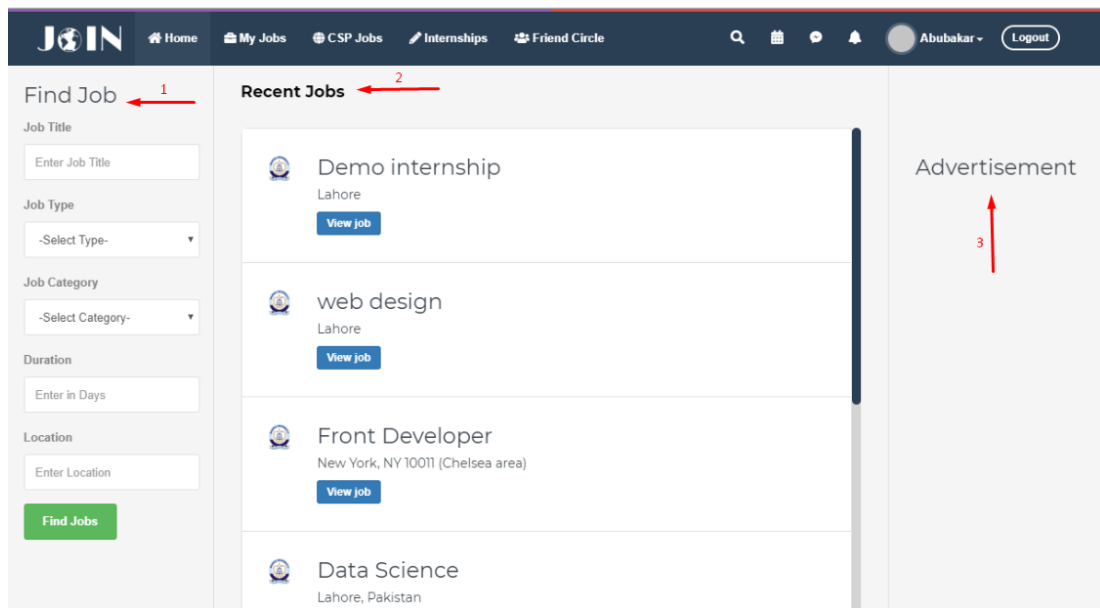 JOIN Home My Jobs CSP Jobs Internships Friend Circle Abubakar Logout
Find Job
1
Job Title
Enter Job Title
Job Type
-Select Type-
Job Category
-Select Category-
Duration
Enter in Days
Location
Enter Location
Find Jobs
Recent Jobs
2
Demo internship
Lahore
View job
web design
Lahore
View job
Front Developer
New York, NY 10011 (Chelsea area)
View job
Data Science
Lahore, Pakistan
Advertisement
3